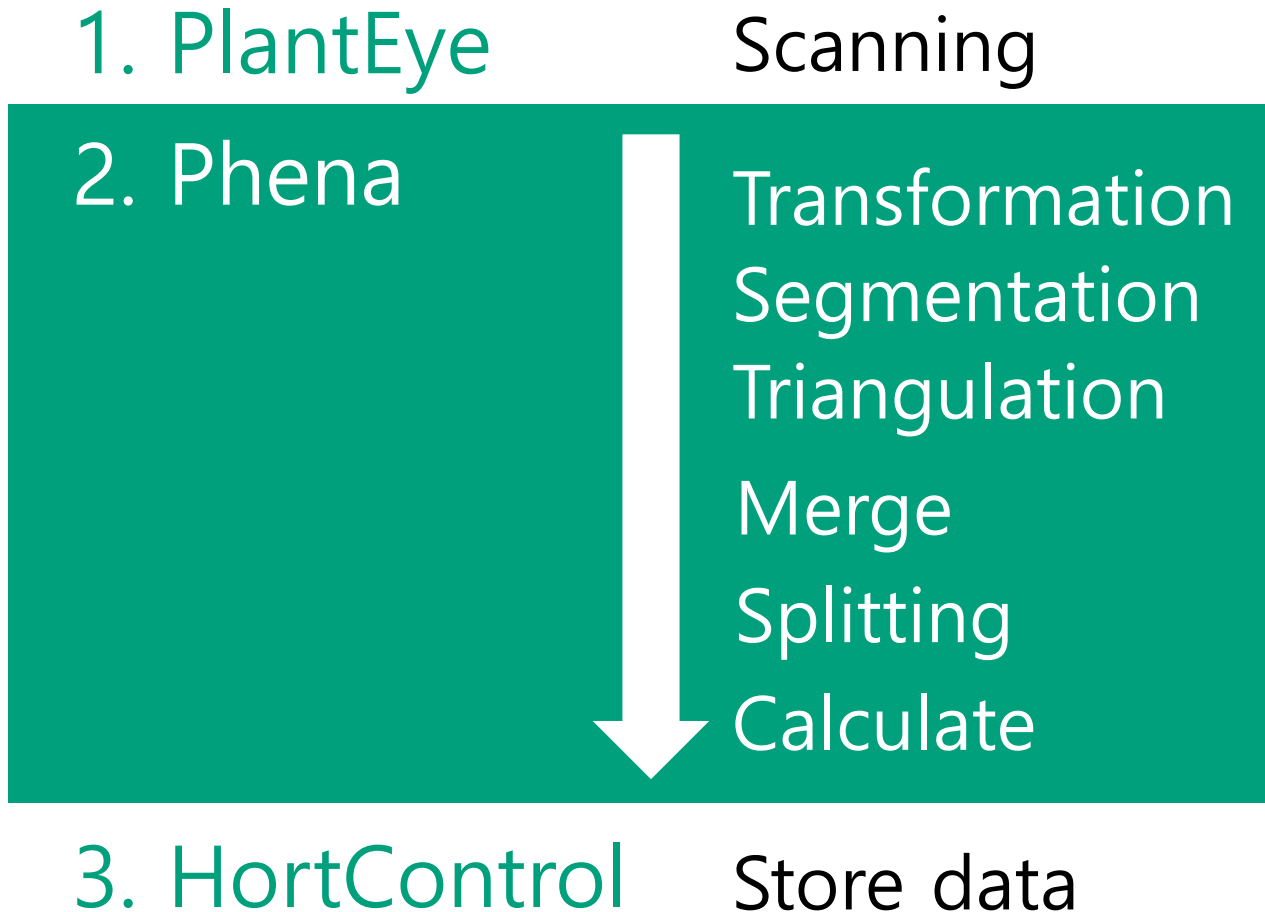 1. PlantEye Scanning
2. Phena
Transformation
Segmentation
Triangulation
Merge
Splitting
Calculate
3. HortControl Store data